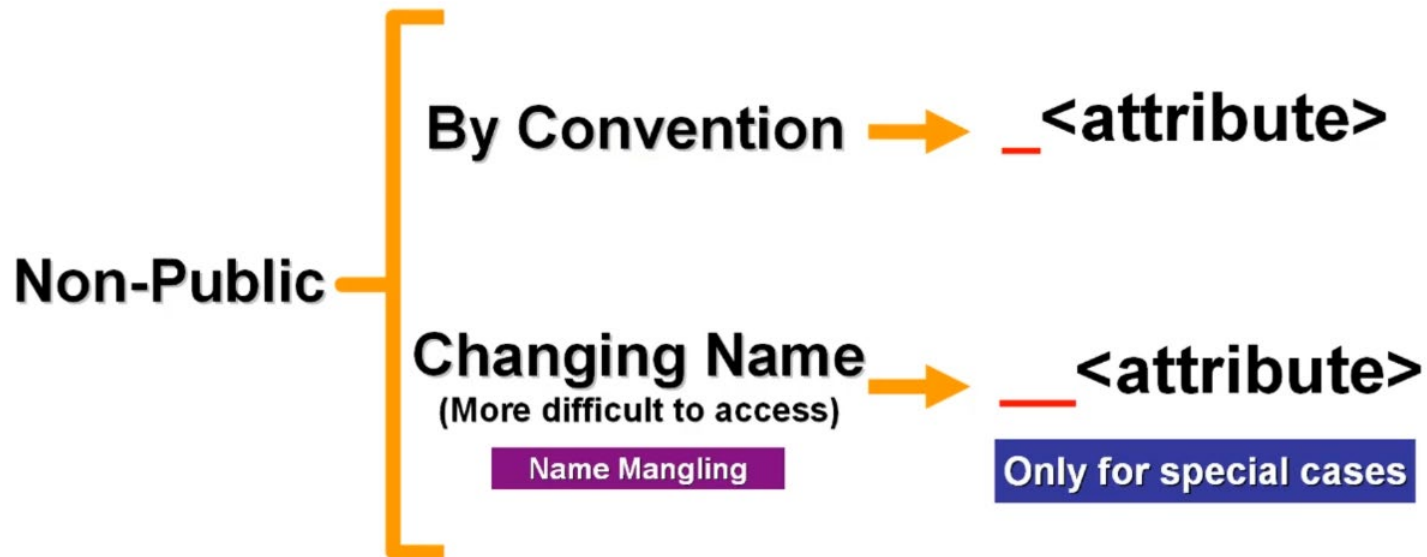 By Convention
_<attribute>
Non-Public
Changing Name
(More difficult to access)
__<attribute>
Name Mangling
Only for special cases